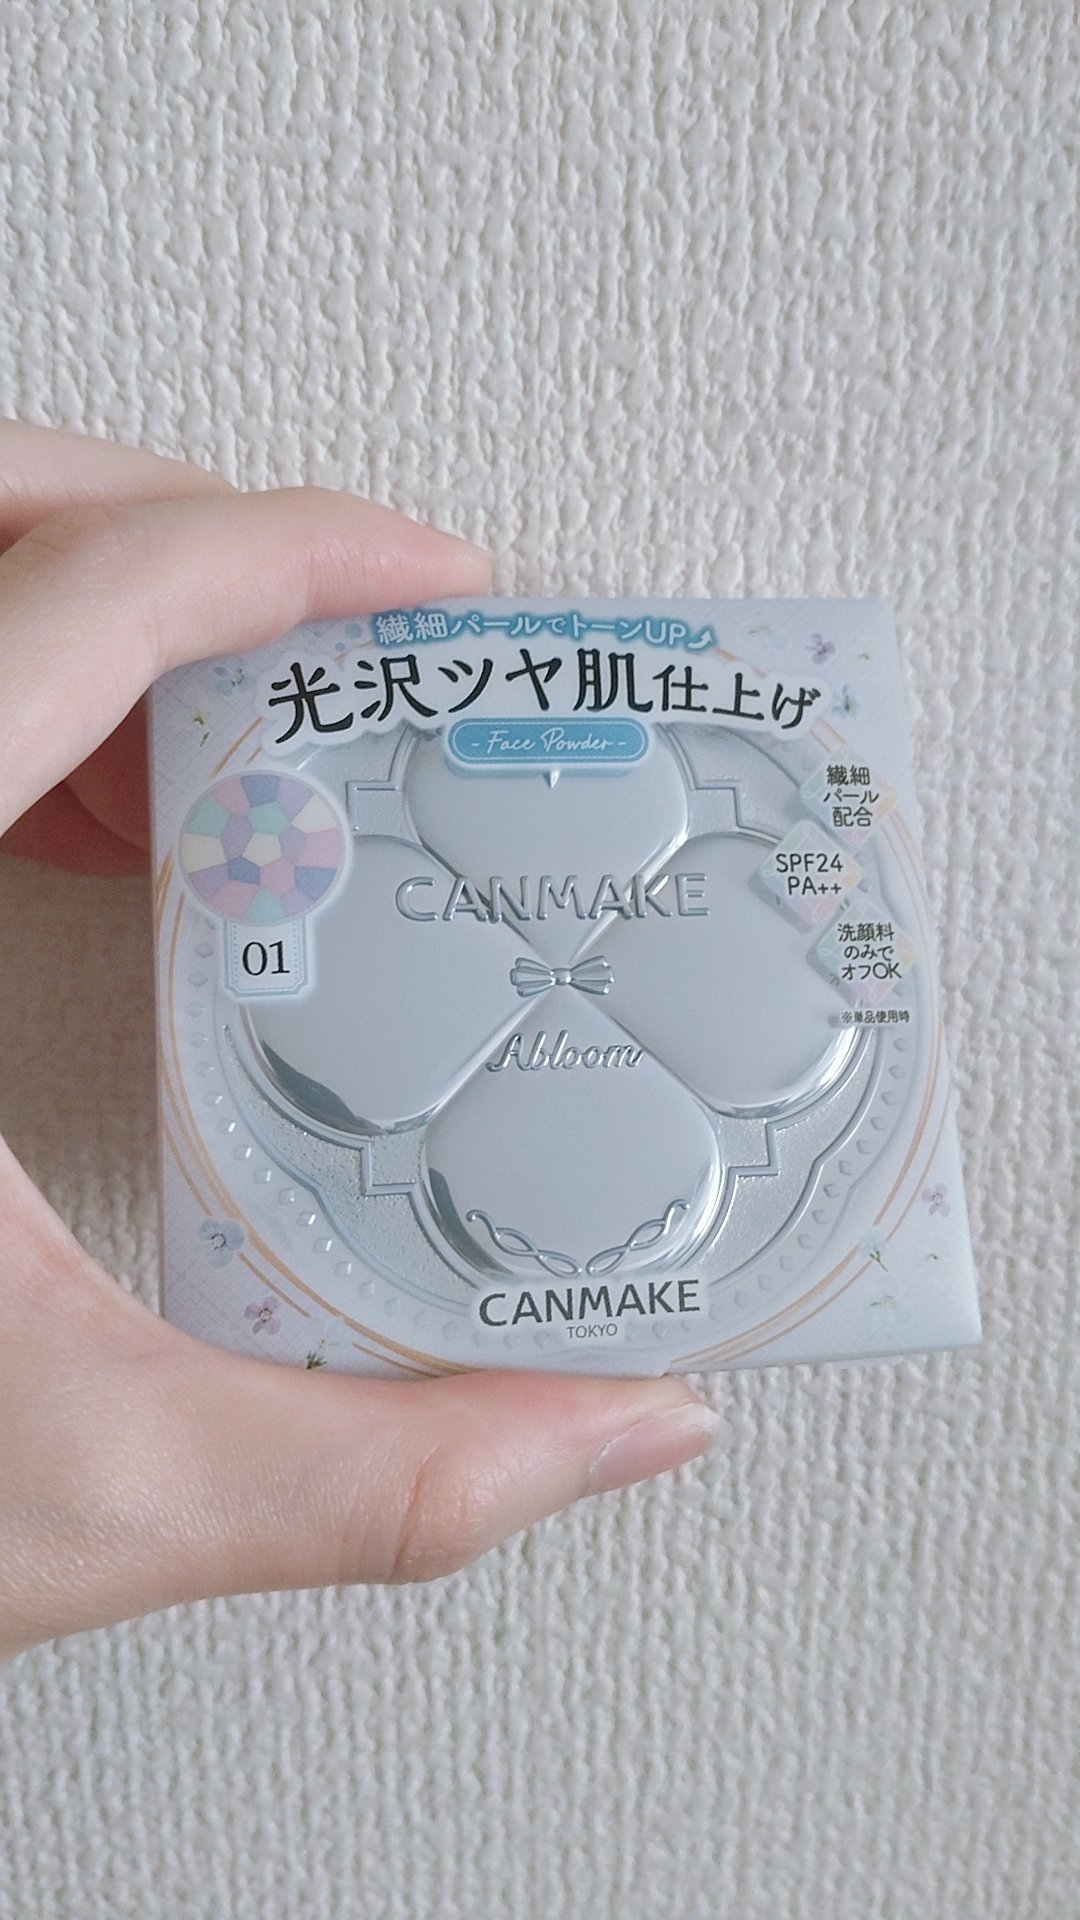 繊細パールでトーンUP
光沢ツヤ肌仕上げ
- Face Powder -
繊細
パール
配合
SPF24
PA++
洗顔料
のみで
オフOK
※単品使用時
01
CANMAKE
Abloom
CANMAKE
TOKYO